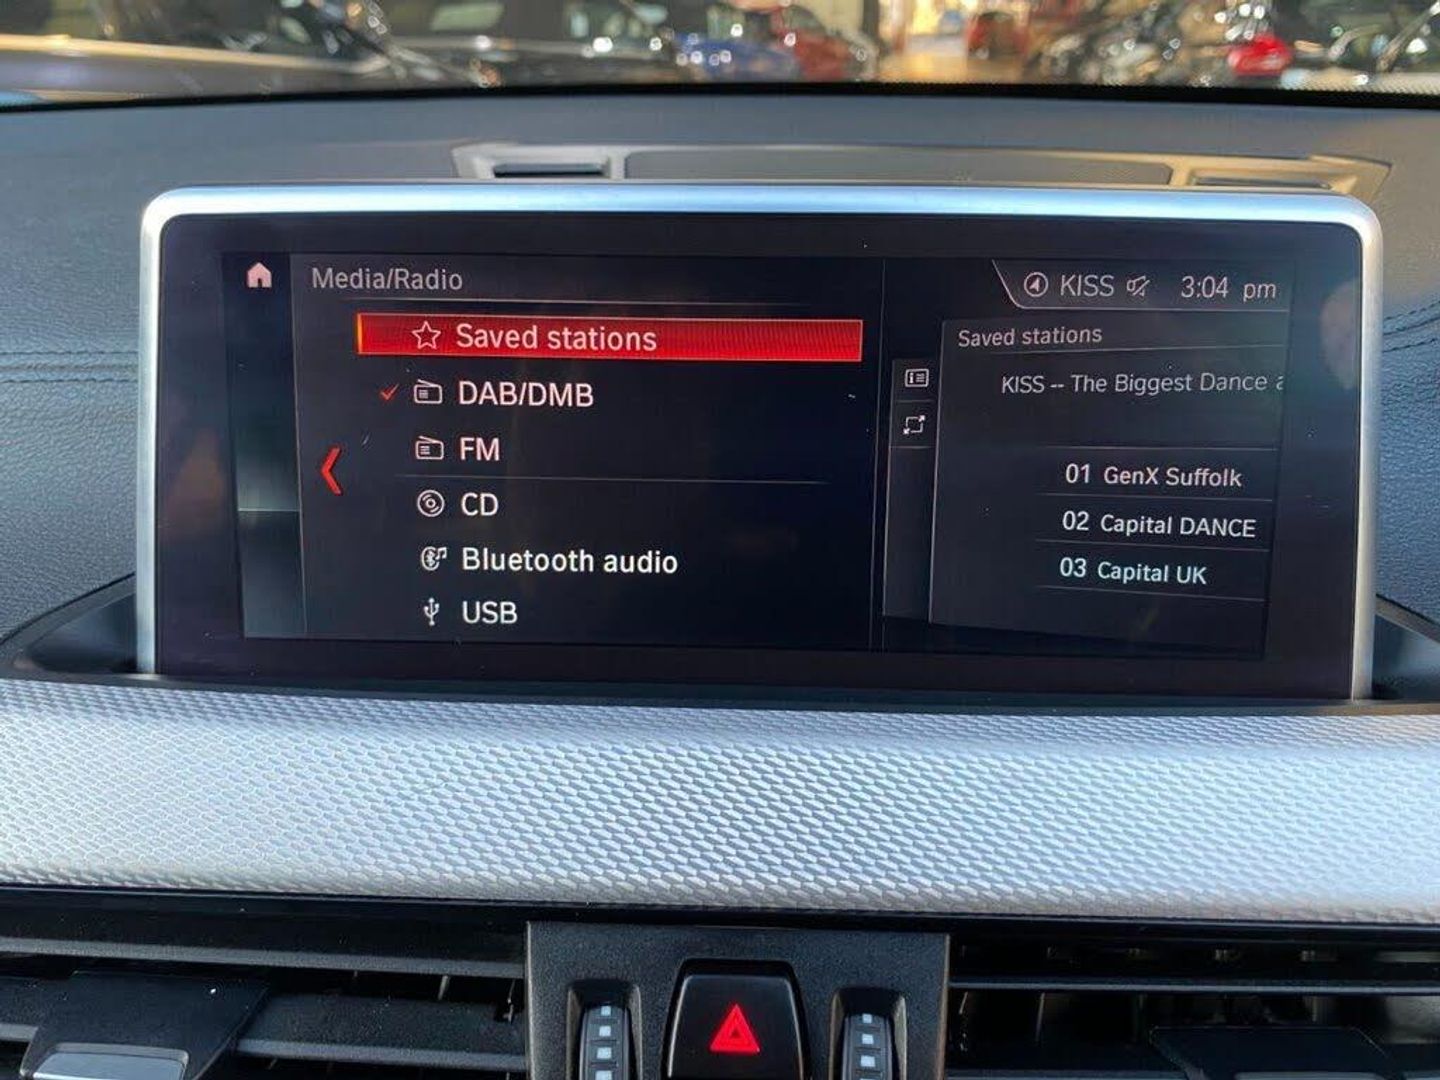 Media/Radio
KISS 3:04 pm
Saved stations
DAB/DMB
FM
CD
Bluetooth audio
USB
Saved stations
KISS -- The Biggest Dance a
01 GenX Suffolk
02 Capital DANCE
03 Capital UK